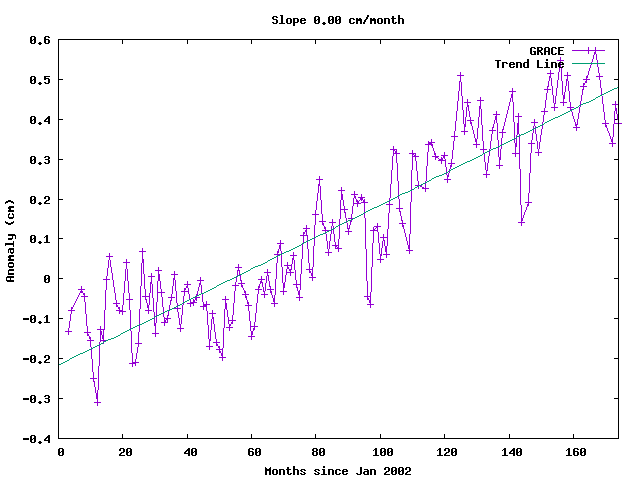 Slope 0.00 cm/month
GRACE
Trend Line
0.6
0.5
0.4
0.3
0.2
0.1
0
-0.1
-0.2
-0.3
-0.4
Anomaly (cm)
0 20 40 60 80 100 120 140 160
Months since Jan 2002